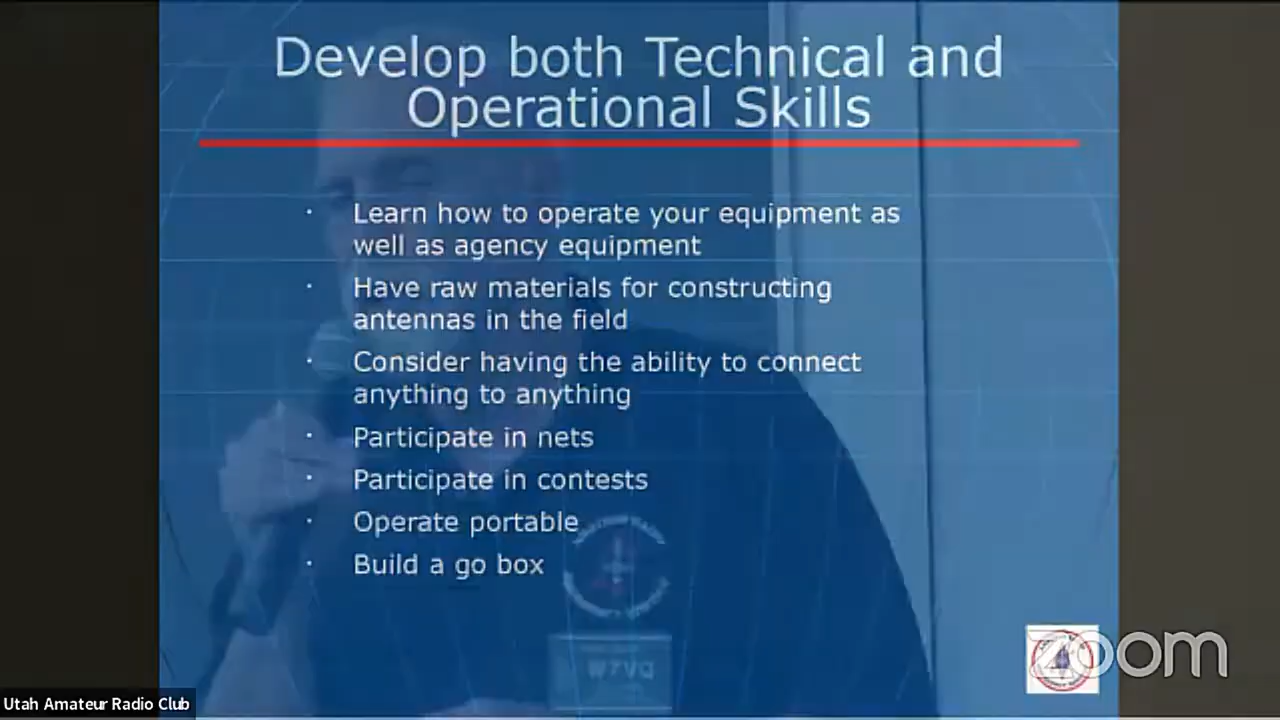 Develop both Technical and
Operational Skills
· Learn how to operate your equipment as
well as agency equipment
· Have raw materials for constructing
antennas in the field
· Consider having the ability to connect
anything to anything
· Participate in nets
· Participate in contests
· Operate portable
· Build a go box
W7VQ
zoom
Utah Amateur Radio Club